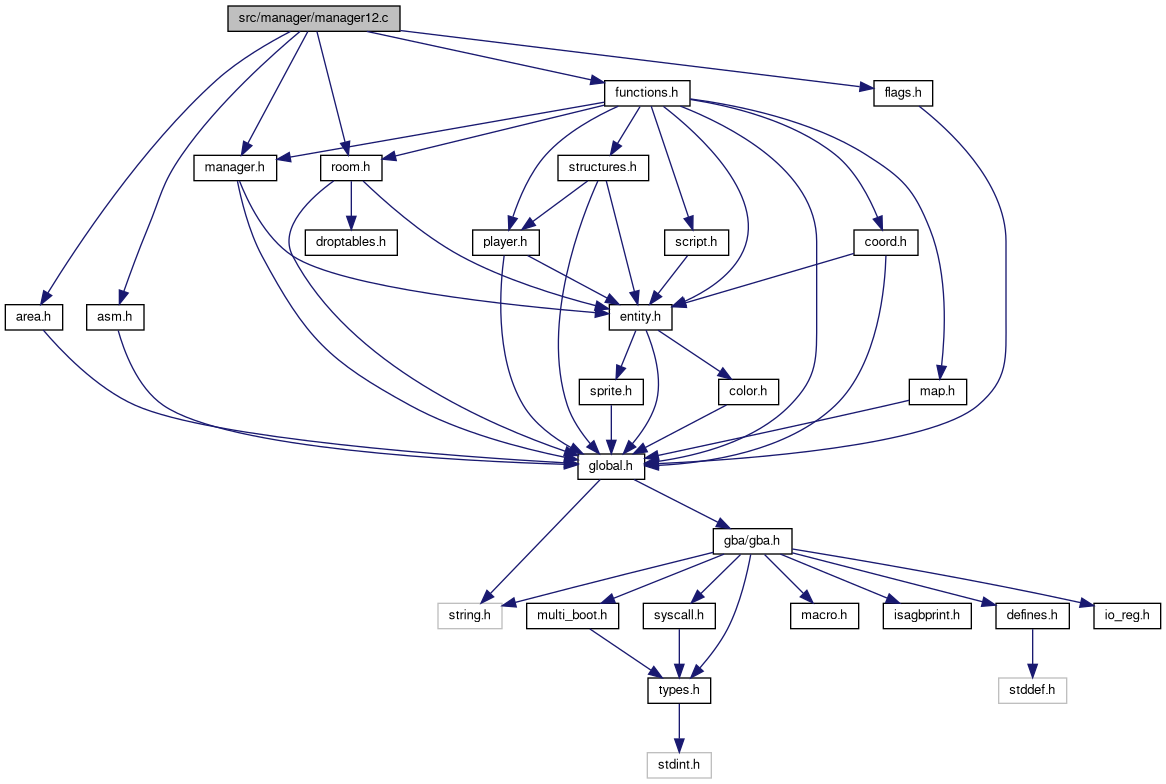 src/manager/manager12.c
functions.h
flags.h
manager.h
room.h
structures.h
droptables.h
player.h
script.h
coord.h
area.h
asm.h
entity.h
sprite.h
color.h
map.h
global.h
gba/gba.h
string.h
multi_boot.h
syscall.h
macro.h
isagbprint.h
defines.h
io_reg.h
types.h
stddef.h
stdint.h